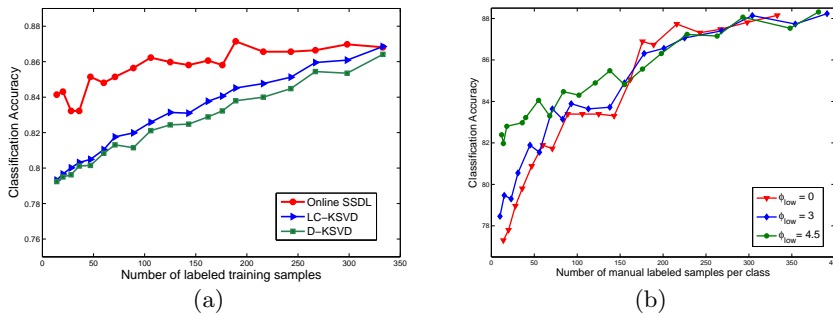 0.88
0.86
0.84
0.82
0.8
0.78
0.76
Classification Accuracy
0 50 100 150 200 250 300 350
Number of labeled training samples
Online SSDL
LC-KSVD
D-KSVD
(a)
88
86
84
82
80
78
Classification Accuracy
0 50 100 150 200 250 300 350 400
Number of manual labeled samples per class
ϕlow = 0
ϕlow = 3
ϕlow = 4.5
(b)